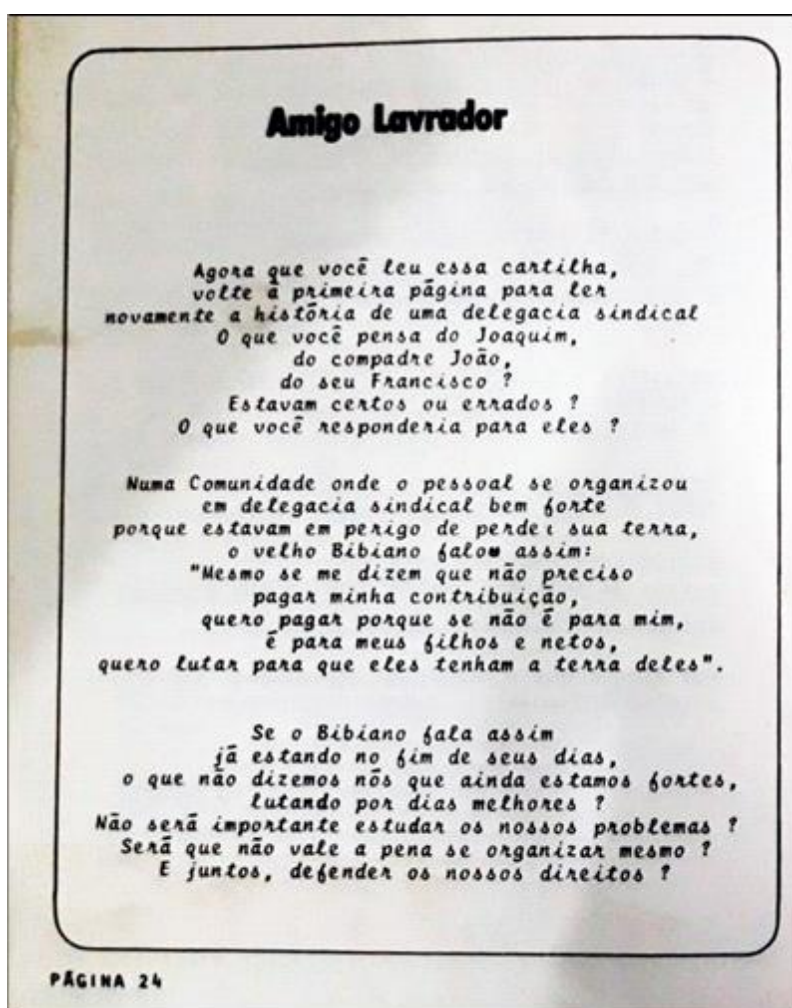 Amigo Lavrador
Agora que você leu essa cartilha,
volte à primeira página para ler
novamente a história de uma delegacia sindical
O que você pensa do Joaquim,
do compadre João,
do seu Francisco ?
Estavam certos ou errados ?
O que você responderia para eles ?
Numa Comunidade onde o pessoal se organizou
em delegacia sindical bem forte
porque estavam em perigo de perder sua terra,
o velho Bibiano falou assim:
"Mesmo se me dizem que não preciso
pagar minha contribuição,
quero pagar porque se não é para mim,
é para meus filhos e netos,
quero lutar para que eles tenham a terra deles".
Se o Bibiano fala assim
já estando no fim de seus dias,
o que não dizemos nós que ainda estamos fortes,
lutando por dias melhores ?
Não será importante estudar os nossos problemas ?
Será que não vale a pena se organizar mesmo ?
E juntos, defender os nossos direitos ?
PÁGINA 24